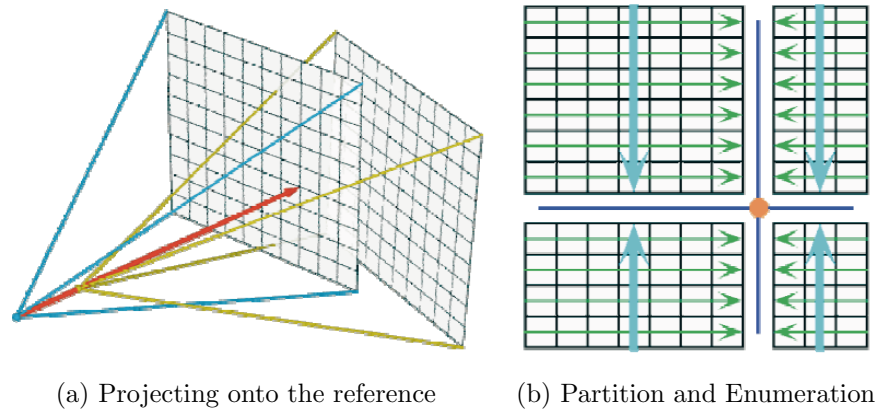 (a) Projecting onto the reference
(b) Partition and Enumeration